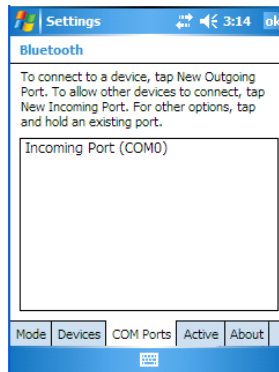 Settings 3:14 ok
Bluetooth
To connect to a device, tap New Outgoing
Port. To allow other devices to connect, tap
New Incoming Port. For other options, tap
and hold an existing port.
Incoming Port (COM0)
Mode Devices COM Ports Active About